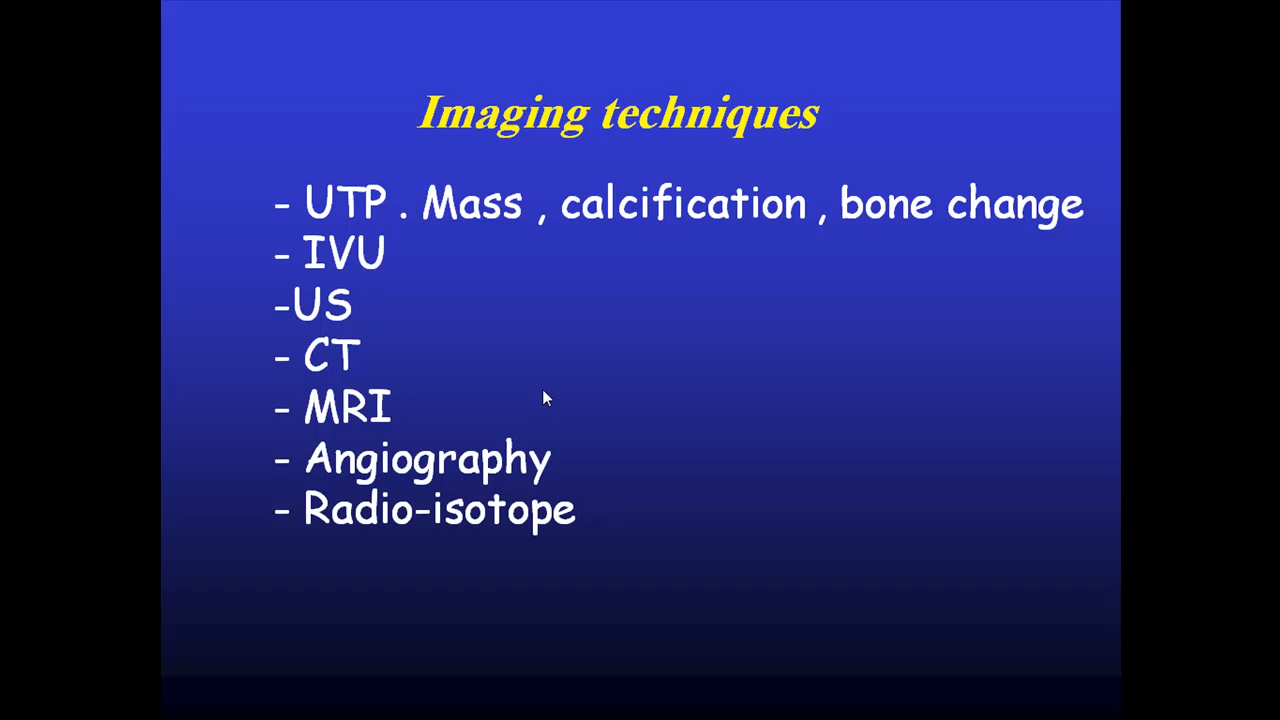 Imaging techniques
- UTP . Mass , calcification , bone change
- IVU
-US
- CT
- MRI
- Angiography
- Radio-isotope